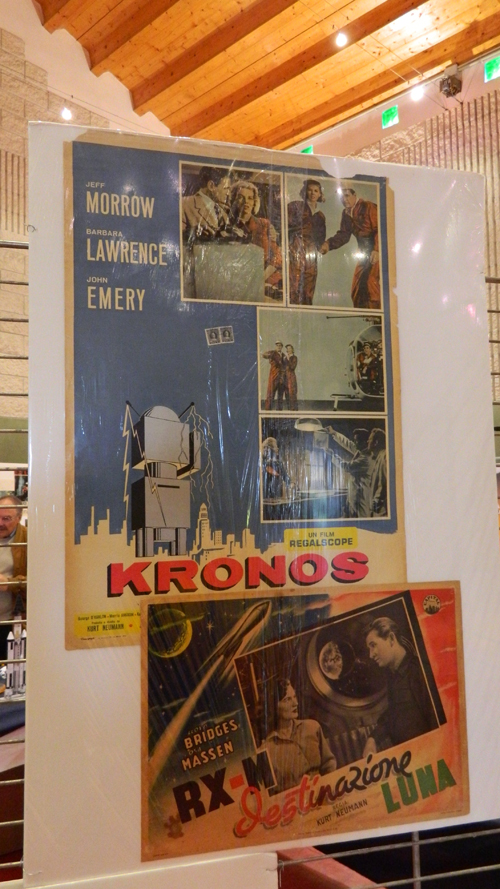 JEFF
MORROW
BARBARA
LAWRENCE
JOHN
EMERY
UN FILM
REGALSCOPE
KRONOS
KURT NEUMANN
BRIDGES
MASSEN
RX-M
Destinazione
LUNA
REGIA
KURT NEUMANN